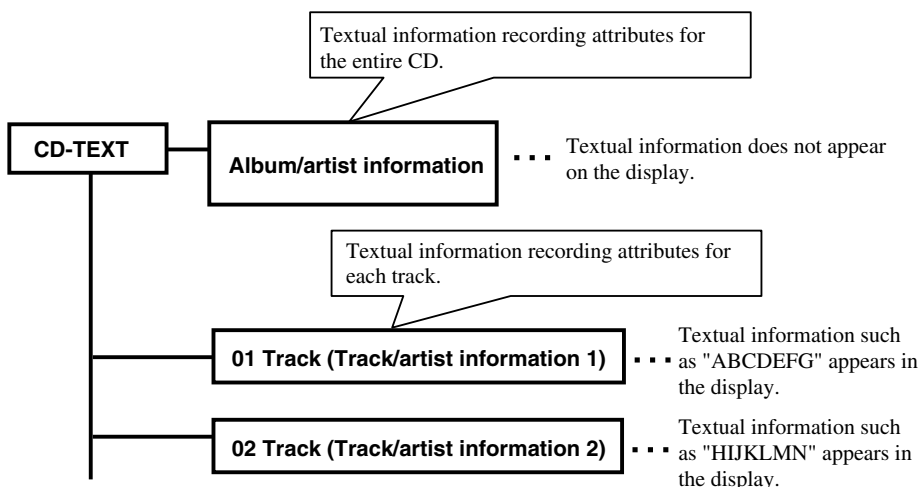 Textual information recording attributes for
the entire CD.
CD-TEXT
Album/artist information
Textual information does not appear
on the display.
Textual information recording attributes for
each track.
01 Track (Track/artist information 1)
Textual information such
as "ABCDEFG" appears in
the display.
02 Track (Track/artist information 2)
Textual information such
as "HIJKLMN" appears in
the display.